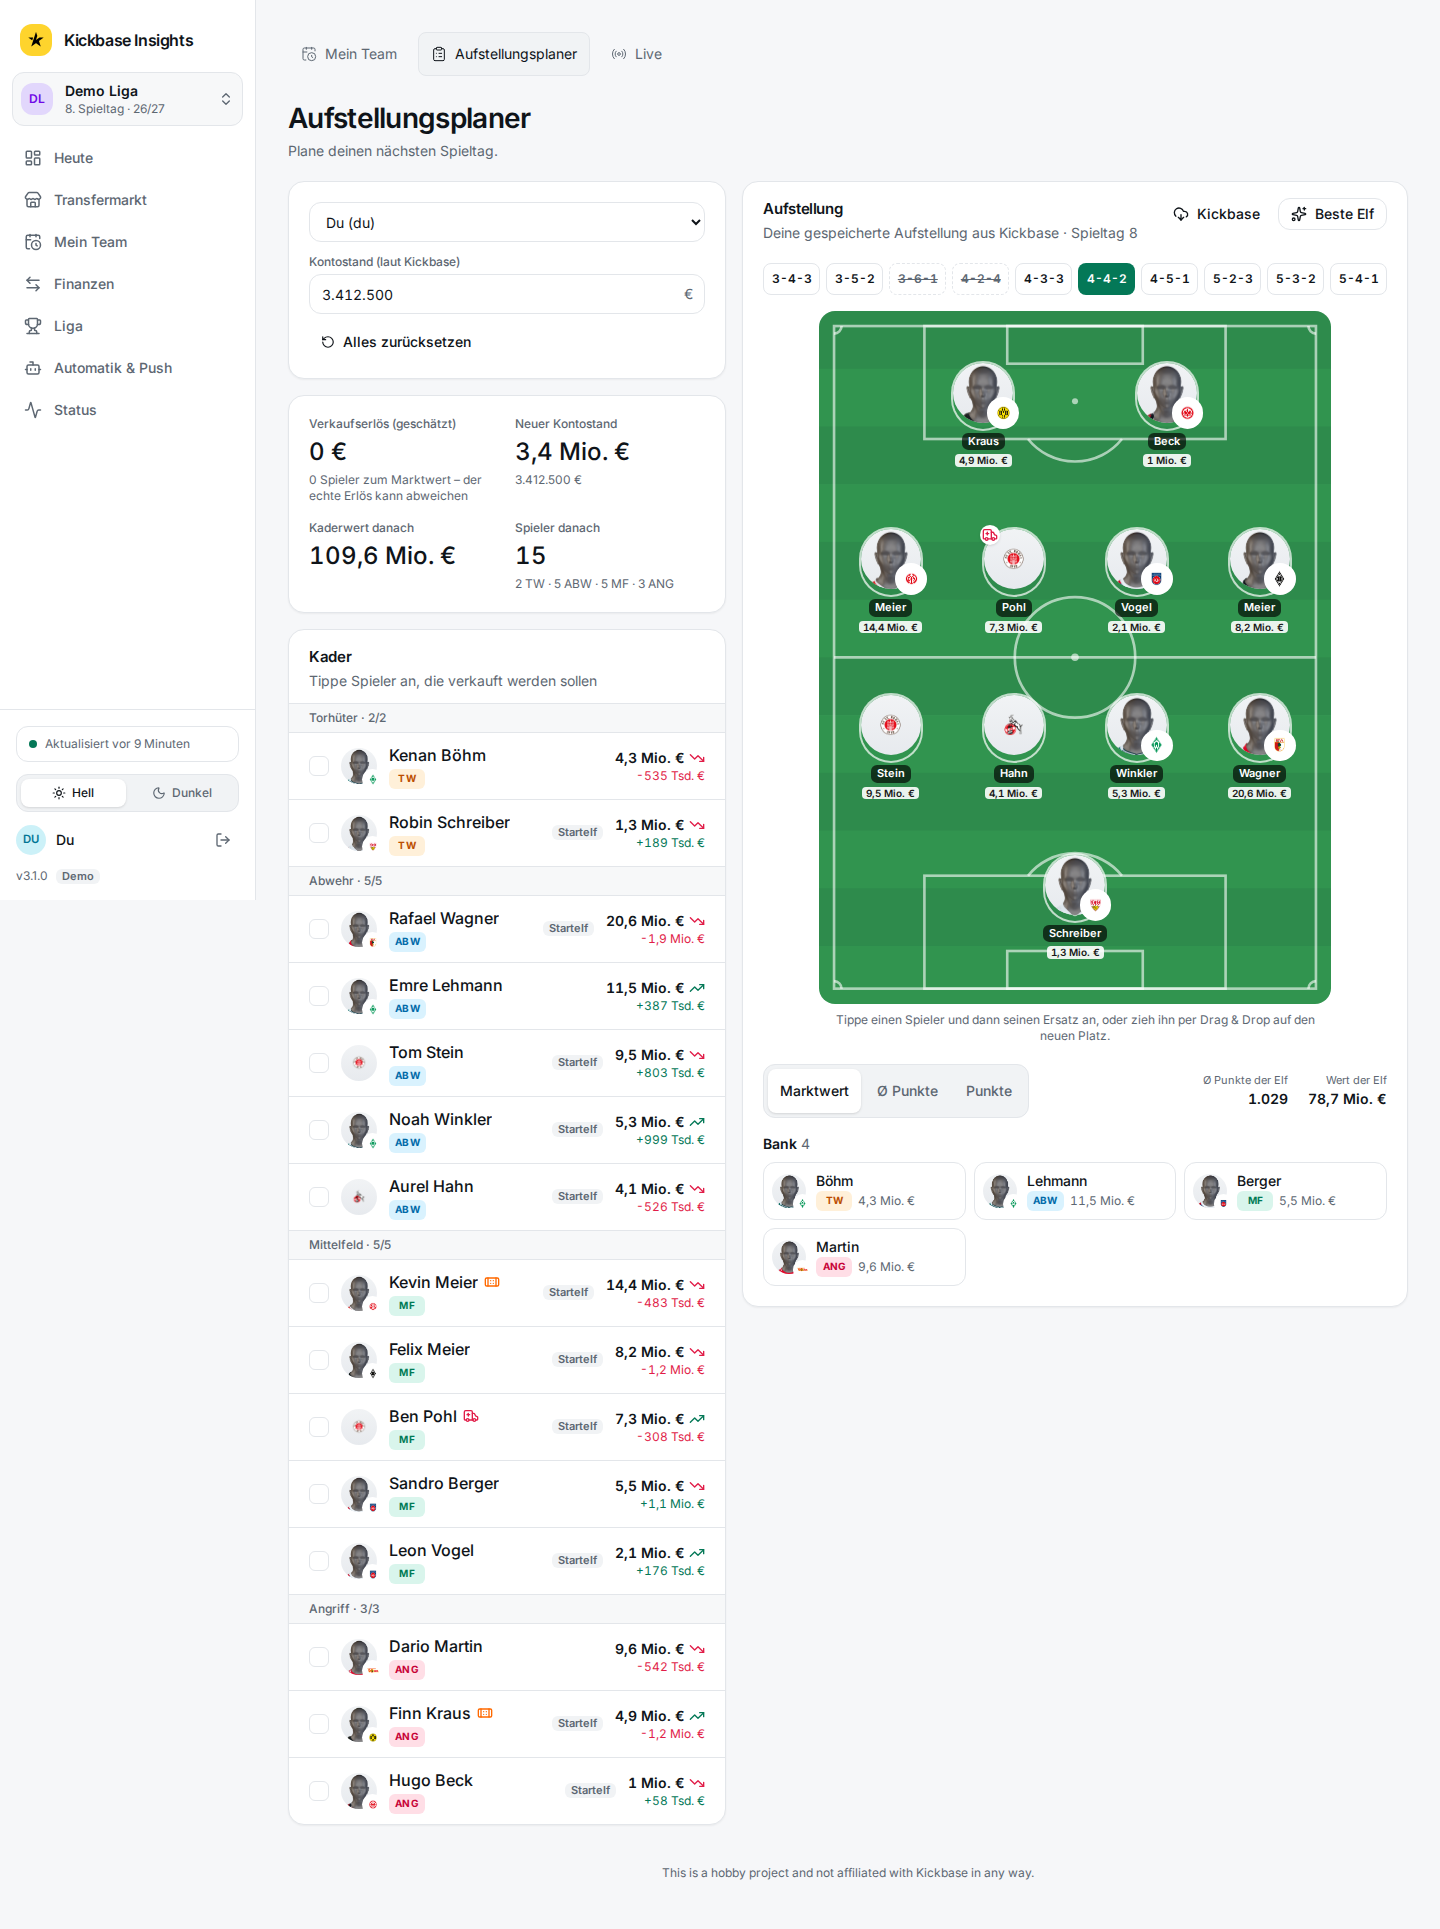 Kickbase Insights
DL
Demo Liga
8. Spieltag · 26/27
Heute
Transfermarkt
Mein Team
Finanzen
Liga
Automatik & Push
Status
Aktualisiert vor 9 Minuten
Hell
Dunkel
DU
Du
v3.1.0
Demo
Mein Team
Aufstellungsplaner
Live
Aufstellungsplaner
Plane deinen nächsten Spieltag.
Du (du)
Kontostand (laut Kickbase)
3.412.500 €
Alles zurücksetzen
Verkaufserlös (geschätzt)
0 €
0 Spieler zum Marktwert – der
echte Erlös kann abweichen
Neuer Kontostand
3,4 Mio. €
3.412.500 €
Kaderwert danach
109,6 Mio. €
Spieler danach
15
2 TW · 5 ABW · 5 MF · 3 ANG
Kader
Tippe Spieler an, die verkauft werden sollen
Torhüter · 2/2
Kenan Böhm
TW
4,3 Mio. €
-535 Tsd. €
Robin Schreiber
TW
Startelf
1,3 Mio. €
+189 Tsd. €
Abwehr · 5/5
Rafael Wagner
ABW
Startelf
20,6 Mio. €
-1,9 Mio. €
Emre Lehmann
ABW
11,5 Mio. €
+387 Tsd. €
Tom Stein
ABW
Startelf
9,5 Mio. €
+803 Tsd. €
Noah Winkler
ABW
Startelf
5,3 Mio. €
+999 Tsd. €
Aurel Hahn
ABW
Startelf
4,1 Mio. €
-526 Tsd. €
Mittelfeld · 5/5
Kevin Meier
MF
Startelf
14,4 Mio. €
-483 Tsd. €
Felix Meier
MF
Startelf
8,2 Mio. €
-1,2 Mio. €
Ben Pohl
MF
Startelf
7,3 Mio. €
-308 Tsd. €
Sandro Berger
MF
5,5 Mio. €
+1,1 Mio. €
Leon Vogel
MF
Startelf
2,1 Mio. €
+176 Tsd. €
Angriff · 3/3
Dario Martin
ANG
9,6 Mio. €
-542 Tsd. €
Finn Kraus
ANG
Startelf
4,9 Mio. €
-1,2 Mio. €
Hugo Beck
ANG
Startelf
1 Mio. €
+58 Tsd. €
Aufstellung
Deine gespeicherte Aufstellung aus Kickbase · Spieltag 8
Kickbase
Beste Elf
3-4-3 3-5-2 3-6-1 4-2-4 4-3-3 4-4-2 4-5-1 5-2-3 5-3-2 5-4-1
Kraus
4,9 Mio. €
Beck
1 Mio. €
Meier
14,4 Mio. €
Pohl
7,3 Mio. €
Vogel
2,1 Mio. €
Meier
8,2 Mio. €
Stein
9,5 Mio. €
Hahn
4,1 Mio. €
Winkler
5,3 Mio. €
Wagner
20,6 Mio. €
Schreiber
1,3 Mio. €
Tippe einen Spieler und dann seinen Ersatz an, oder zieh ihn per Drag & Drop auf den
neuen Platz.
Marktwert
Ø Punkte
Punkte
Ø Punkte der Elf
1.029
Wert der Elf
78,7 Mio. €
Bank 4
Böhm
TW 4,3 Mio. €
Lehmann
ABW 11,5 Mio. €
Berger
MF 5,5 Mio. €
Martin
ANG 9,6 Mio. €
This is a hobby project and not affiliated with Kickbase in any way.